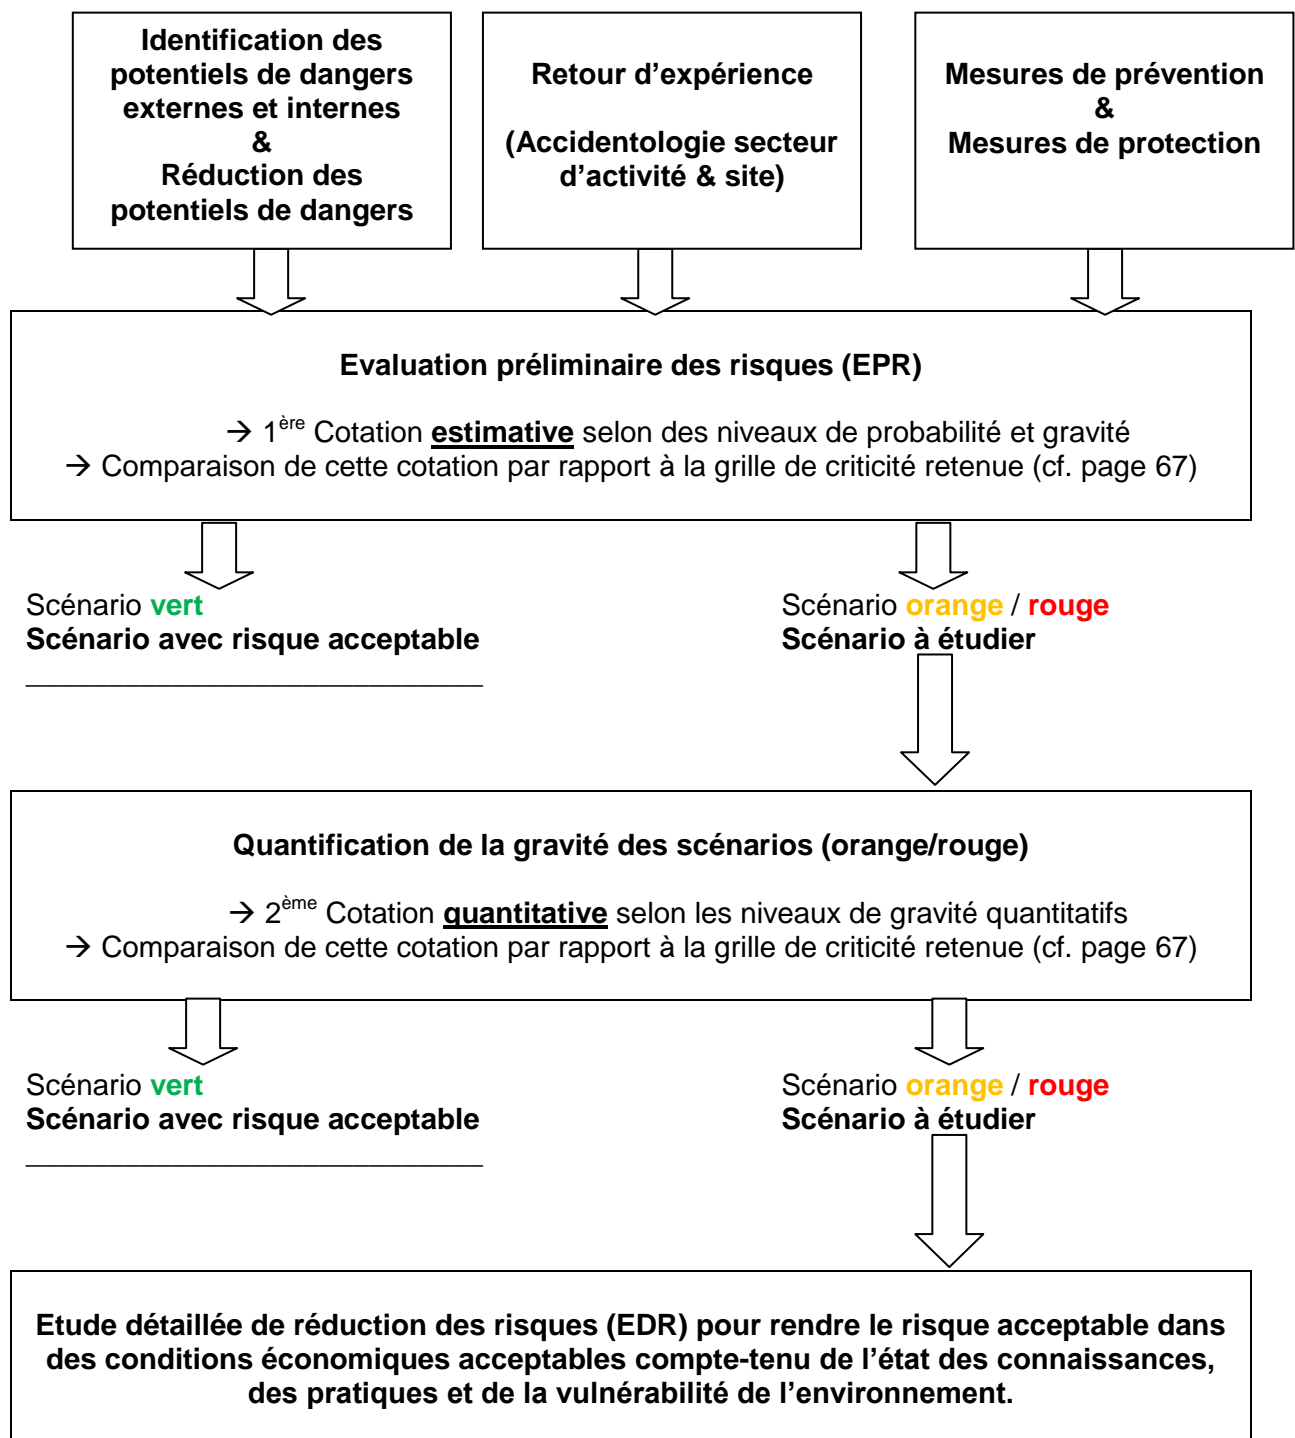 Identification des
potentiels de dangers
externes et internes
&
Réduction des
potentiels de dangers
Retour d’expérience
(Accidentologie secteur
d’activité & site)
Mesures de prévention
&
Mesures de protection
Evaluation préliminaire des risques (EPR)
→ 1ère Cotation estimative selon des niveaux de probabilité et gravité
→ Comparaison de cette cotation par rapport à la grille de criticité retenue (cf. page 67)
Scénario vert
Scénario avec risque acceptable
Scénario orange / rouge
Scénario à étudier
Quantification de la gravité des scénarios (orange/rouge)
→ 2ème Cotation quantitative selon les niveaux de gravité quantitatifs
→ Comparaison de cette cotation par rapport à la grille de criticité retenue (cf. page 67)
Scénario vert
Scénario avec risque acceptable
Scénario orange / rouge
Scénario à étudier
Etude détaillée de réduction des risques (EDR) pour rendre le risque acceptable dans
des conditions économiques acceptables compte-tenu de l’état des connaissances,
des pratiques et de la vulnérabilité de l’environnement.